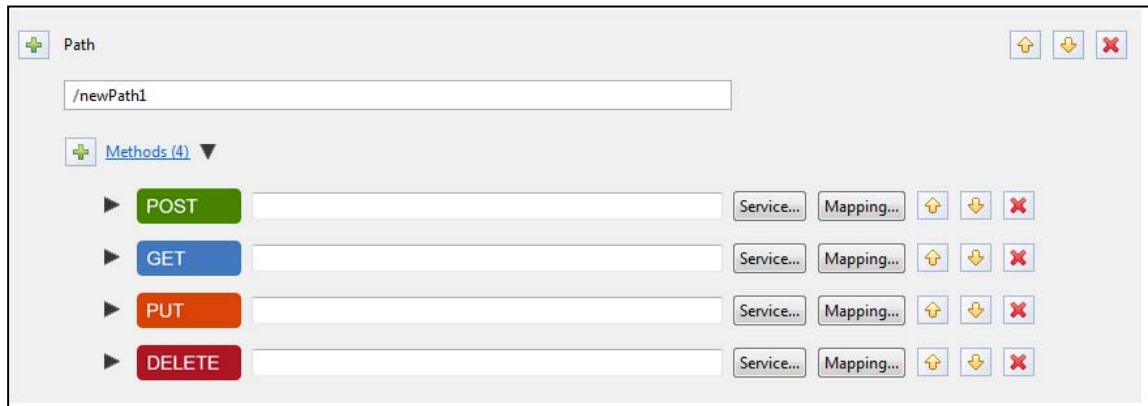 Path
/newPath1
Methods (4)
POST Service... Mapping...
GET Service... Mapping...
PUT Service... Mapping...
DELETE Service... Mapping...